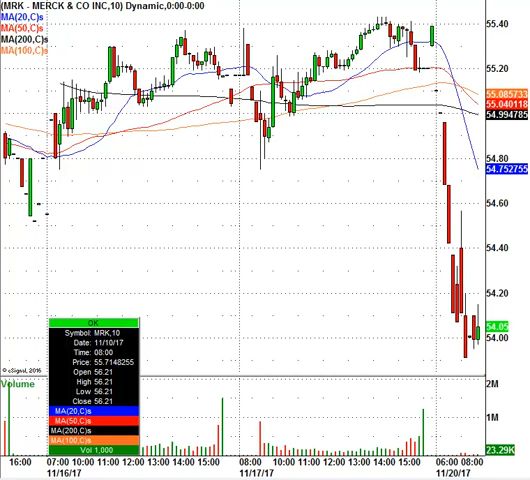 (MRK - MERCK & CO INC,10) Dynamic,0:00-0:00
MA(20,C)s
MA(50,C)s
MA(200,C)s
MA(100,C)s
55.40
55.20
55.085733
55.040118
54.994785
54.80
54.752755
54.60
54.40
54.20
54.05
54.00
OK
Symbol: MRK,10
Date: 11/10/17
Time: 08:00
Price: 55.7148255
Open 56.21
High 56.21
Low 56.21
Close 56.21
MA(20,C)s
MA(50,C)s
MA(200,C)s
MA(100,C)s
Vol 1,000
© eSignal, 2016
Volume
2M
1M
23.29K
16:00 07:00 10:00 11:00 12:00 13:00 14:00 15:00 08:00 10:00 11:00 12:00 13:00 14:00 15:00 06:00 08:00
11/16/17 11/17/17 11/20/17